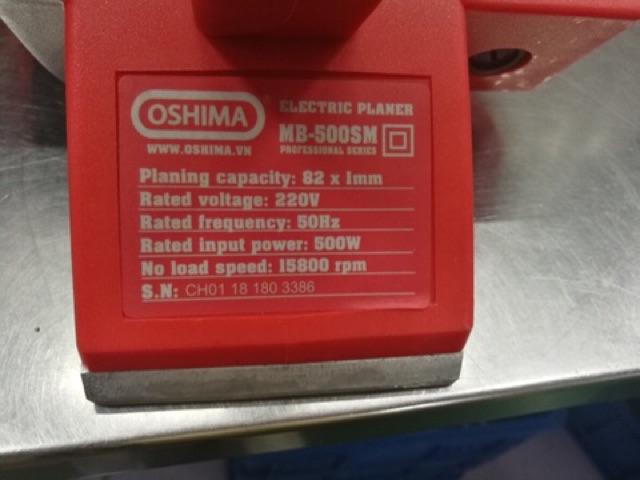 OSHIMA
ELECTRIC PLANER
MB-500SM
WWW.OSHIMA.VN
PROFESSIONAL SERIES
Planing capacity: 82 x 1mm
Rated voltage: 220V
Rated frequency: 50Hz
Rated input power: 500W
No load speed: 15800 rpm
S.N: CH01 18 180 3386